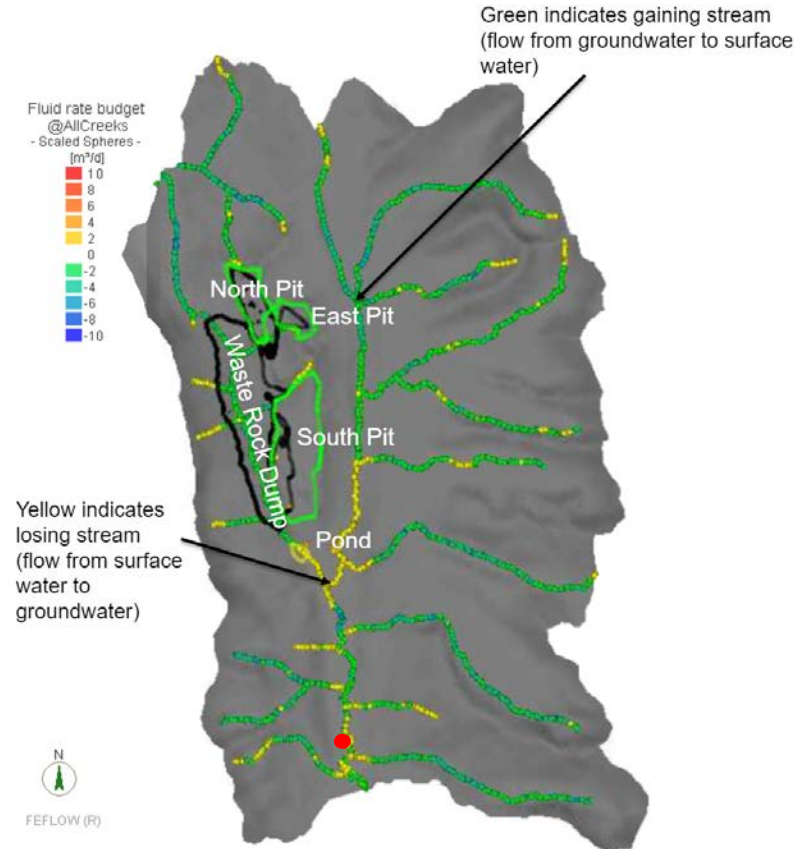 Green indicates gaining stream
(flow from groundwater to surface
water)
Fluid rate budget
@AllCreeks
- Scaled Spheres -
[m³/d]
10
8
6
4
2
0
-2
-4
-6
-8
-10
North Pit
East Pit
Waste Rock Dump
South Pit
Yellow indicates
losing stream
(flow from surface
water to
groundwater)
Pond
N
FEFLOW (R)